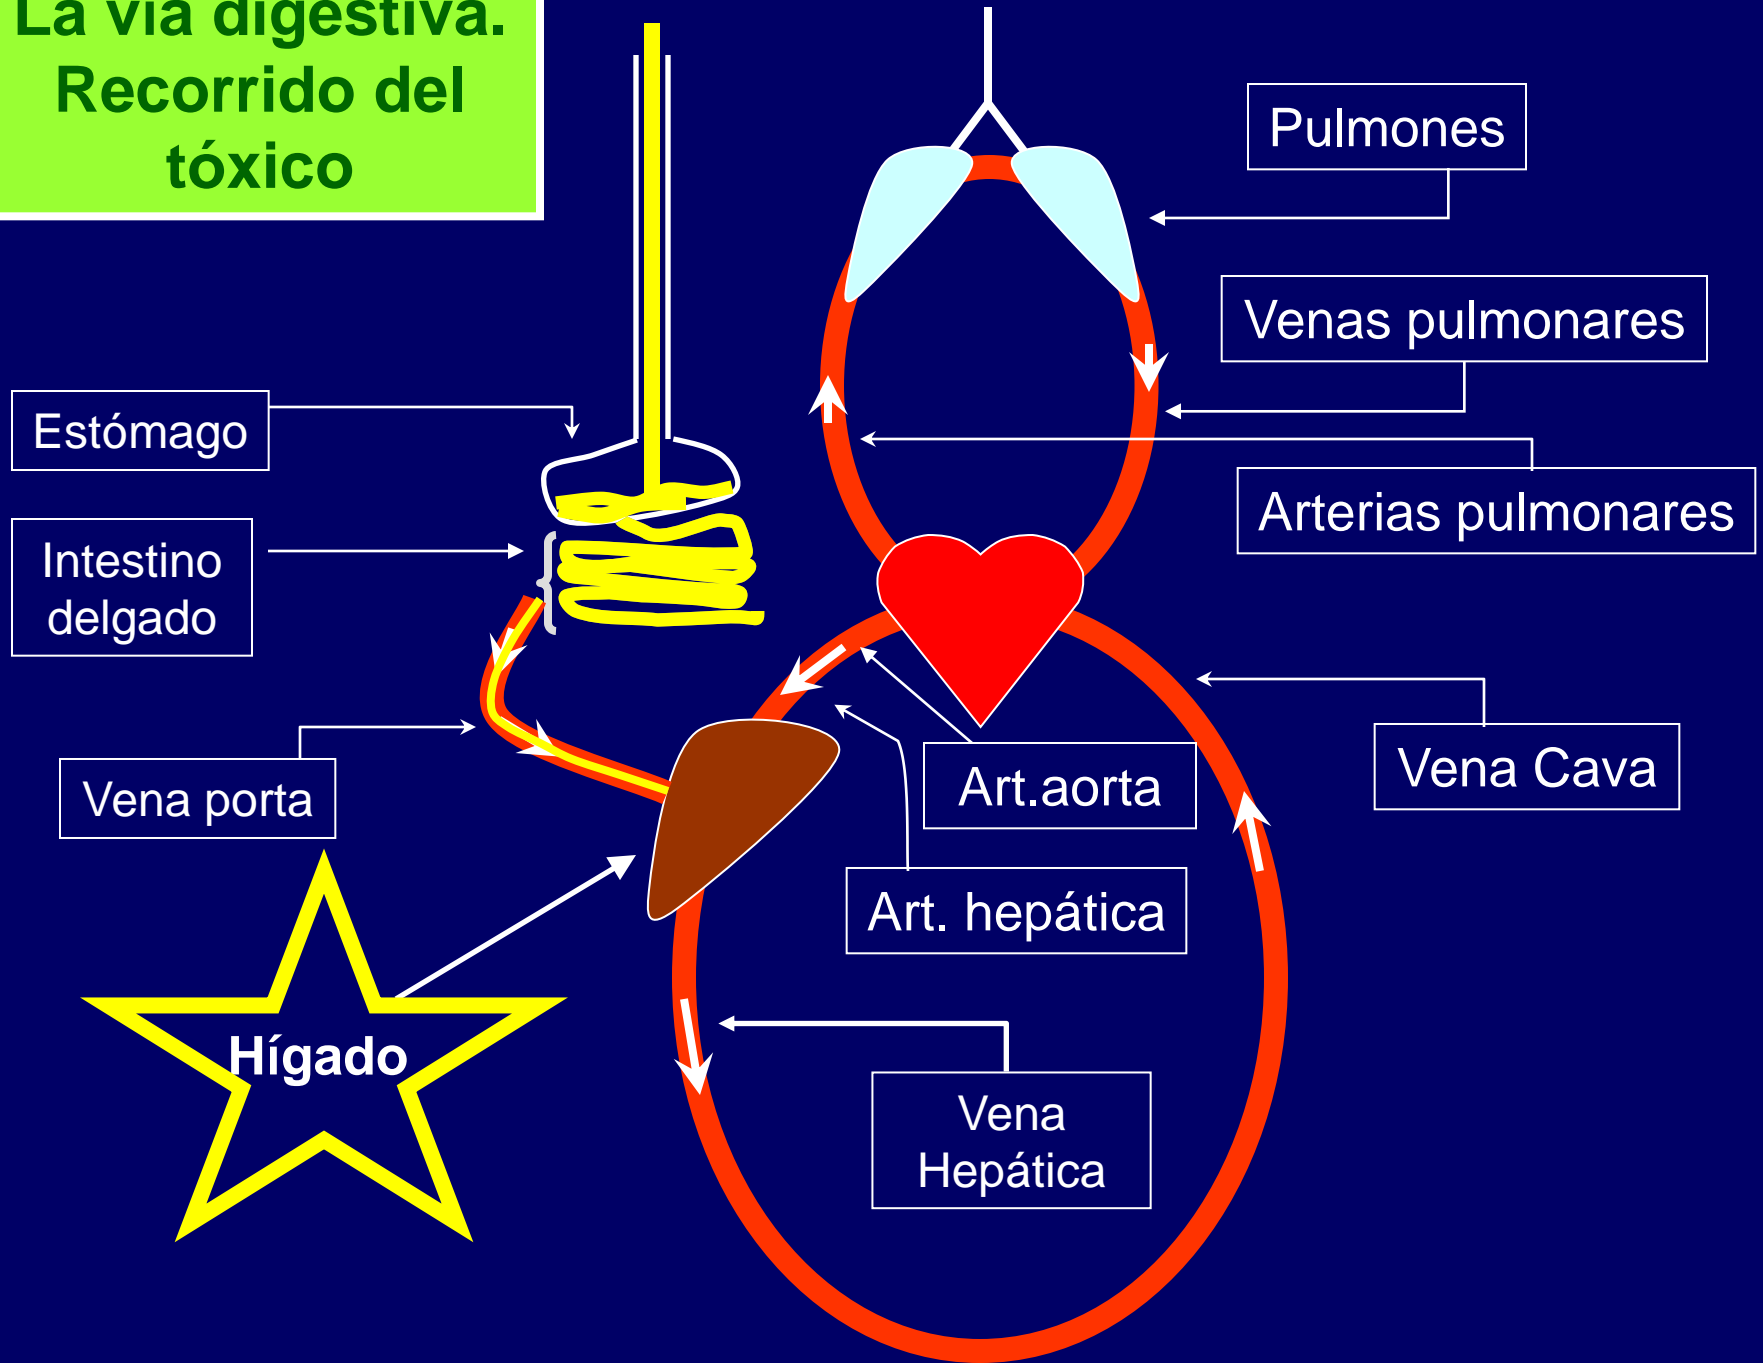 La vía digestiva.
Recorrido del
tóxico
Pulmones
Venas pulmonares
Estómago
Arterias pulmonares
Intestino
delgado
Vena porta
Art.aorta
Vena Cava
Art. hepática
Hígado
Vena
Hepática